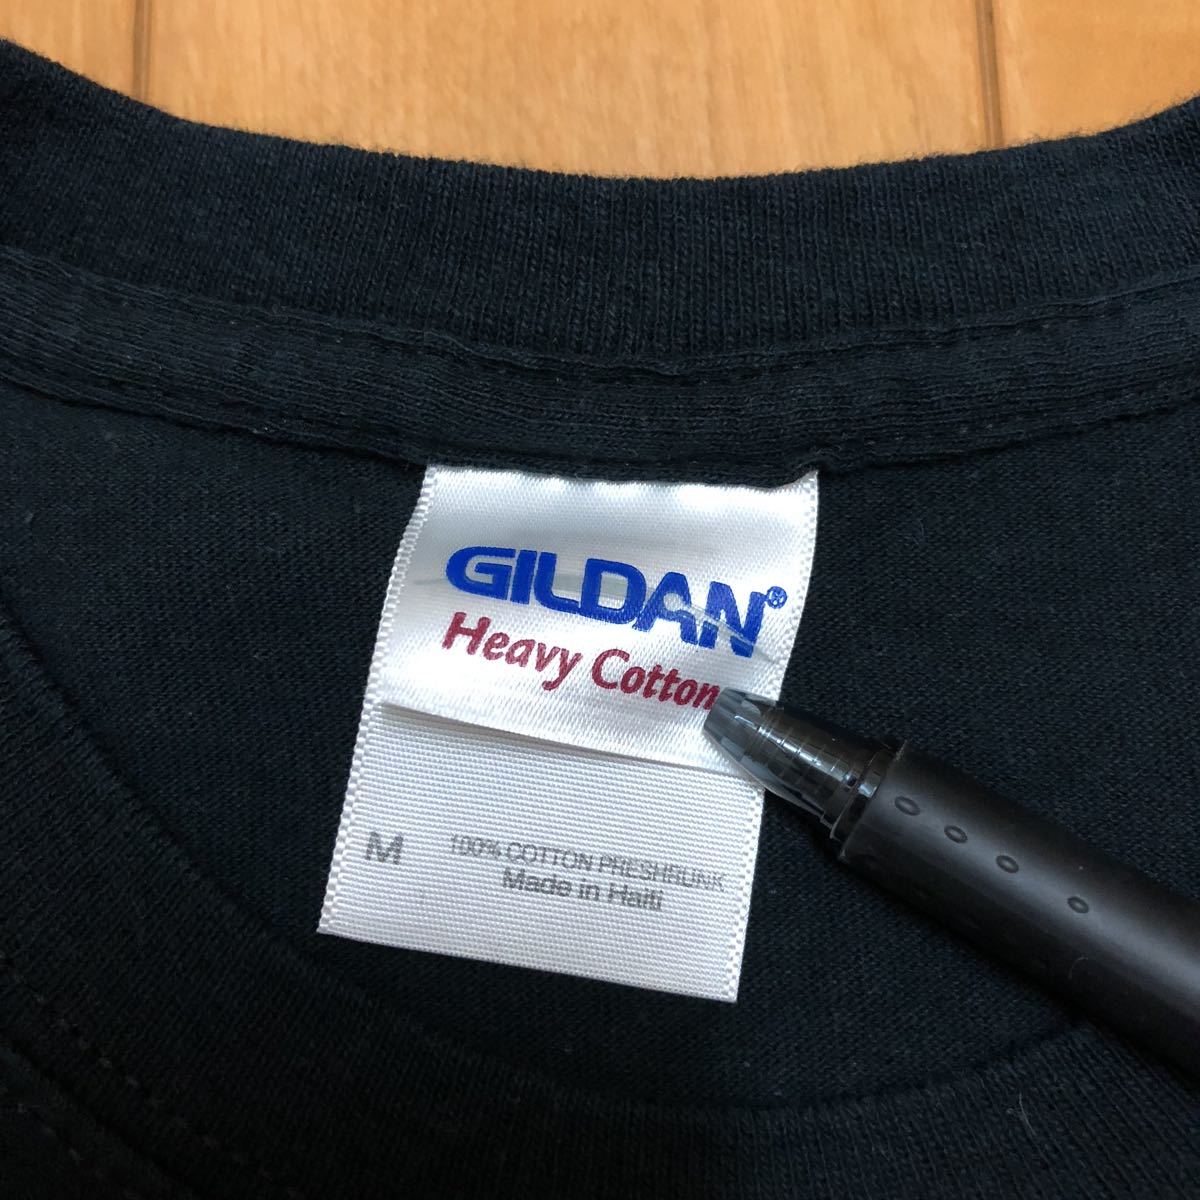 GILDAN®
Heavy Cotton
M 100% COTTON PRESHRUNK
Made in Haiti